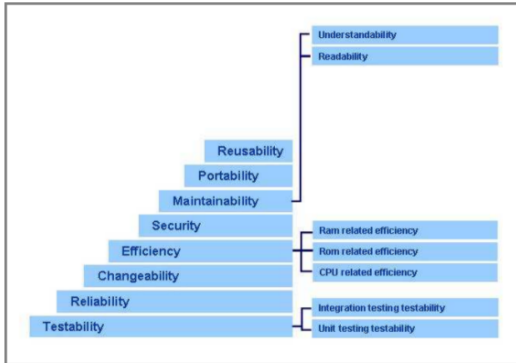 Understandability
Readability
Reusability
Portability
Maintainability
Security
Ram related efficiency
Efficiency
Rom related efficiency
Changeability
CPU related efficiency
Reliability
Integration testing testability
Testability
Unit testing testability